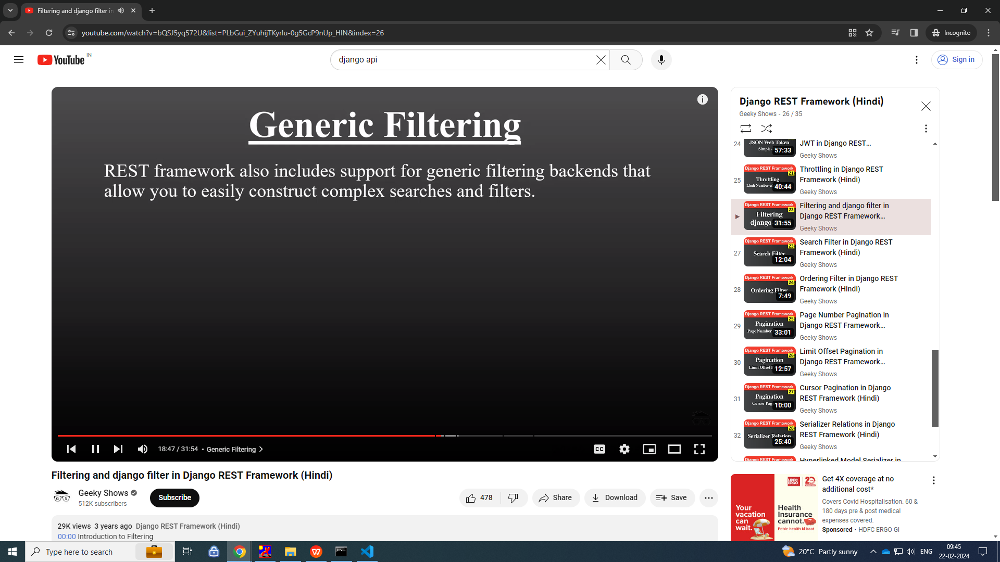 Filtering and django filter in
youtube.com/watch?v=bQSJ5yq572U&list=PLbGui_ZYuhijTKyrlu-0g5GcP9nUp_HIN&index=26
Incognito
YouTube IN
django api
Sign in
Generic Filtering
REST framework also includes support for generic filtering backends that
allow you to easily construct complex searches and filters.
18:47 / 31:54 • Generic Filtering
Filtering and django filter in Django REST Framework (Hindi)
Geeky Shows
512K subscribers
Subscribe
478
Share
Download
Save
29K views 3 years ago Django REST Framework (Hindi)
00:00 Introduction to Filtering
Django REST Framework (Hindi)
Geeky Shows - 26 / 35
24
JSON Web Token
57:33
JWT in Django REST...
Geeky Shows
25
Django REST Framework
21
Throttling
Limit Number of
40:44
Throttling in Django REST
Framework (Hindi)
Geeky Shows
Django REST Framework
22
Filtering
django-
31:55
Filtering and django filter in
Django REST Framework...
Geeky Shows
27
Django REST Framework
23
Search Filter
12:04
Search Filter in Django REST
Framework (Hindi)
Geeky Shows
28
Django REST Framework
24
Ordering Filter
7:49
Ordering Filter in Django REST
Framework (Hindi)
Geeky Shows
29
Django REST Framework
25
Pagination
Page Number
33:01
Page Number Pagination in
Django REST Framework...
Geeky Shows
30
Django REST Framework
26
Pagination
Limit Offset
12:57
Limit Offset Pagination in
Django REST Framework...
Geeky Shows
31
Django REST Framework
27
Pagination
Cursor Pag
10:00
Cursor Pagination in Django
REST Framework (Hindi)
Geeky Shows
32
Django REST Framework
28
Serializer Relation
25:40
Serializer Relations in Django
REST Framework (Hindi)
Geeky Shows
Hyperlinked Model Serializer in
HDFC
ERGO
20
Your
vacation
can
wait.
Health
Insurance
cannot.
Pehle health ki baat
Get 4X coverage at no
additional cost*
Covers Covid Hospitalisation. 60 &
180 days pre & post medical
expenses covered.
Sponsored · HDFC ERGO GI
Type here to search
20°C Partly sunny
ENG
09:45
22-02-2024